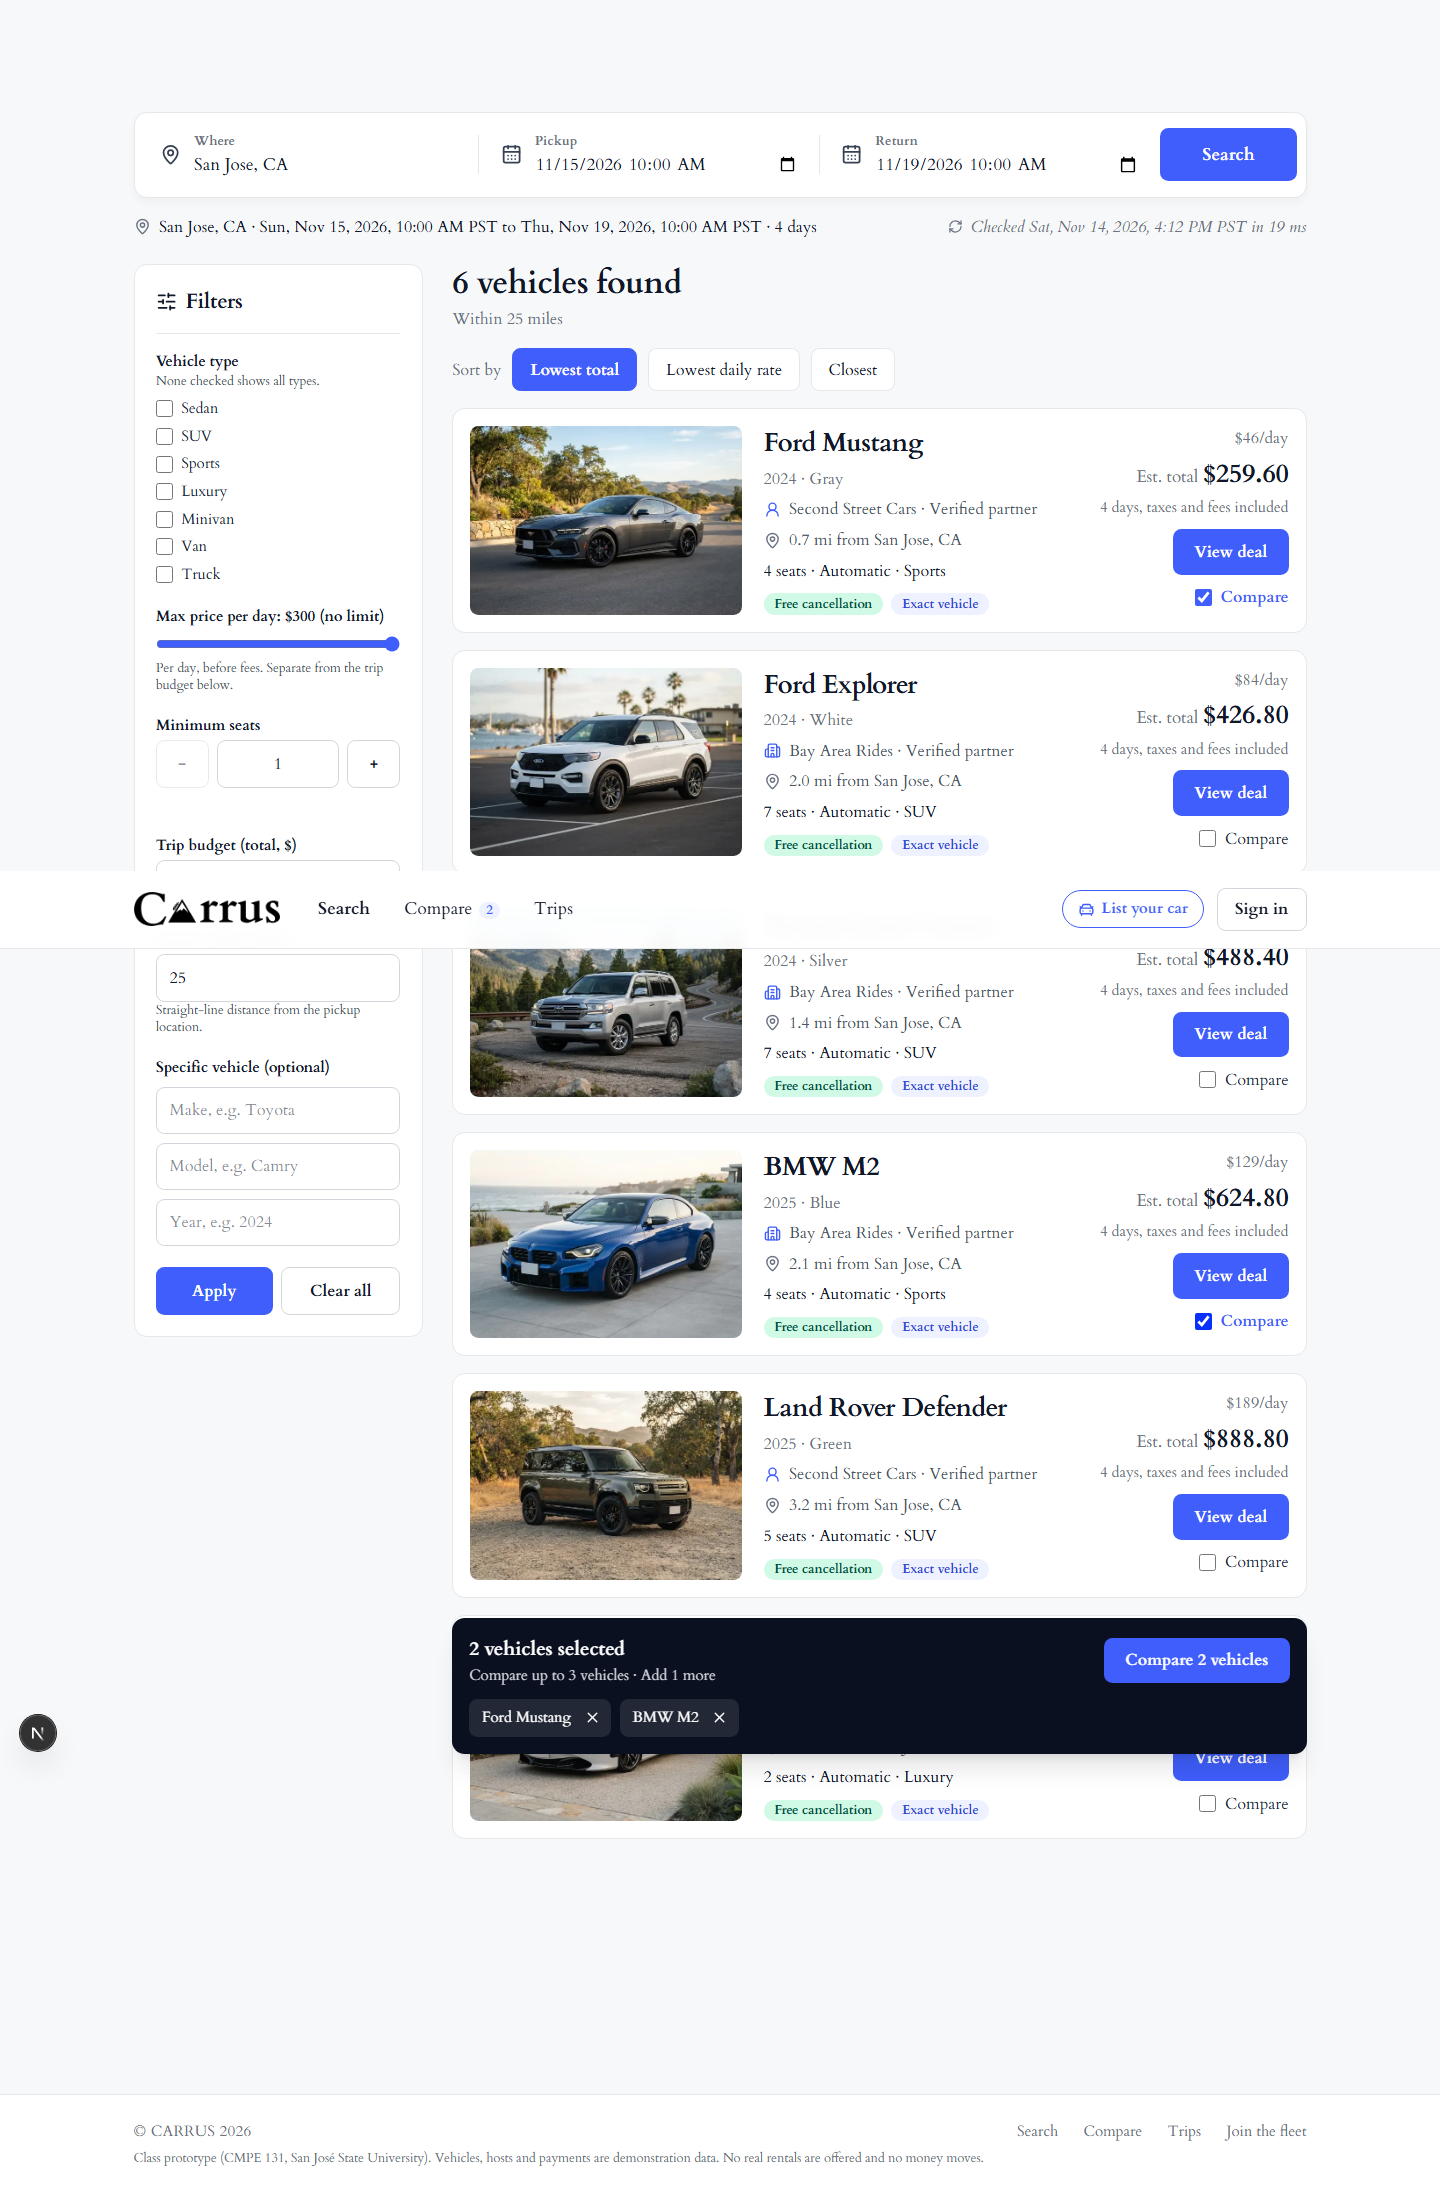 Where
San Jose, CA
Pickup
11/15/2026 10:00 AM
Return
11/19/2026 10:00 AM
Search
San Jose, CA · Sun, Nov 15, 2026, 10:00 AM PST to Thu, Nov 19, 2026, 10:00 AM PST · 4 days
Checked Sat, Nov 14, 2026, 4:12 PM PST in 19 ms
Filters
Vehicle type
None checked shows all types.
Sedan
SUV
Sports
Luxury
Minivan
Van
Truck
Max price per day: $300 (no limit)
Per day, before fees. Separate from the trip
budget below.
Minimum seats
−
1
+
Trip budget (total, $)
6 vehicles found
Within 25 miles
Sort by
Lowest total
Lowest daily rate
Closest
Ford Mustang
2024 · Gray
Second Street Cars · Verified partner
0.7 mi from San Jose, CA
4 seats · Automatic · Sports
Free cancellation
Exact vehicle
$46/day
Est. total $259.60
4 days, taxes and fees included
View deal
Compare
Ford Explorer
2024 · White
Bay Area Rides · Verified partner
2.0 mi from San Jose, CA
7 seats · Automatic · SUV
Free cancellation
Exact vehicle
$84/day
Est. total $426.80
4 days, taxes and fees included
View deal
Compare
Carrus
Search
Compare 2
Trips
List your car
Sign in
25
Straight-line distance from the pickup
location.
Specific vehicle (optional)
Make, e.g. Toyota
Model, e.g. Camry
Year, e.g. 2024
Apply
Clear all
2024 · Silver
Bay Area Rides · Verified partner
1.4 mi from San Jose, CA
7 seats · Automatic · SUV
Free cancellation
Exact vehicle
Est. total $488.40
4 days, taxes and fees included
View deal
Compare
BMW M2
2025 · Blue
Bay Area Rides · Verified partner
2.1 mi from San Jose, CA
4 seats · Automatic · Sports
Free cancellation
Exact vehicle
$129/day
Est. total $624.80
4 days, taxes and fees included
View deal
Compare
Land Rover Defender
2025 · Green
Second Street Cars · Verified partner
3.2 mi from San Jose, CA
5 seats · Automatic · SUV
Free cancellation
Exact vehicle
$189/day
Est. total $888.80
4 days, taxes and fees included
View deal
Compare
2 vehicles selected
Compare up to 3 vehicles · Add 1 more
Ford Mustang
BMW M2
Compare 2 vehicles
N
2 seats · Automatic · Luxury
Free cancellation
Exact vehicle
View deal
Compare
© CARRUS 2026
Search
Compare
Trips
Join the fleet
Class prototype (CMPE 131, San José State University). Vehicles, hosts and payments are demonstration data. No real rentals are offered and no money moves.